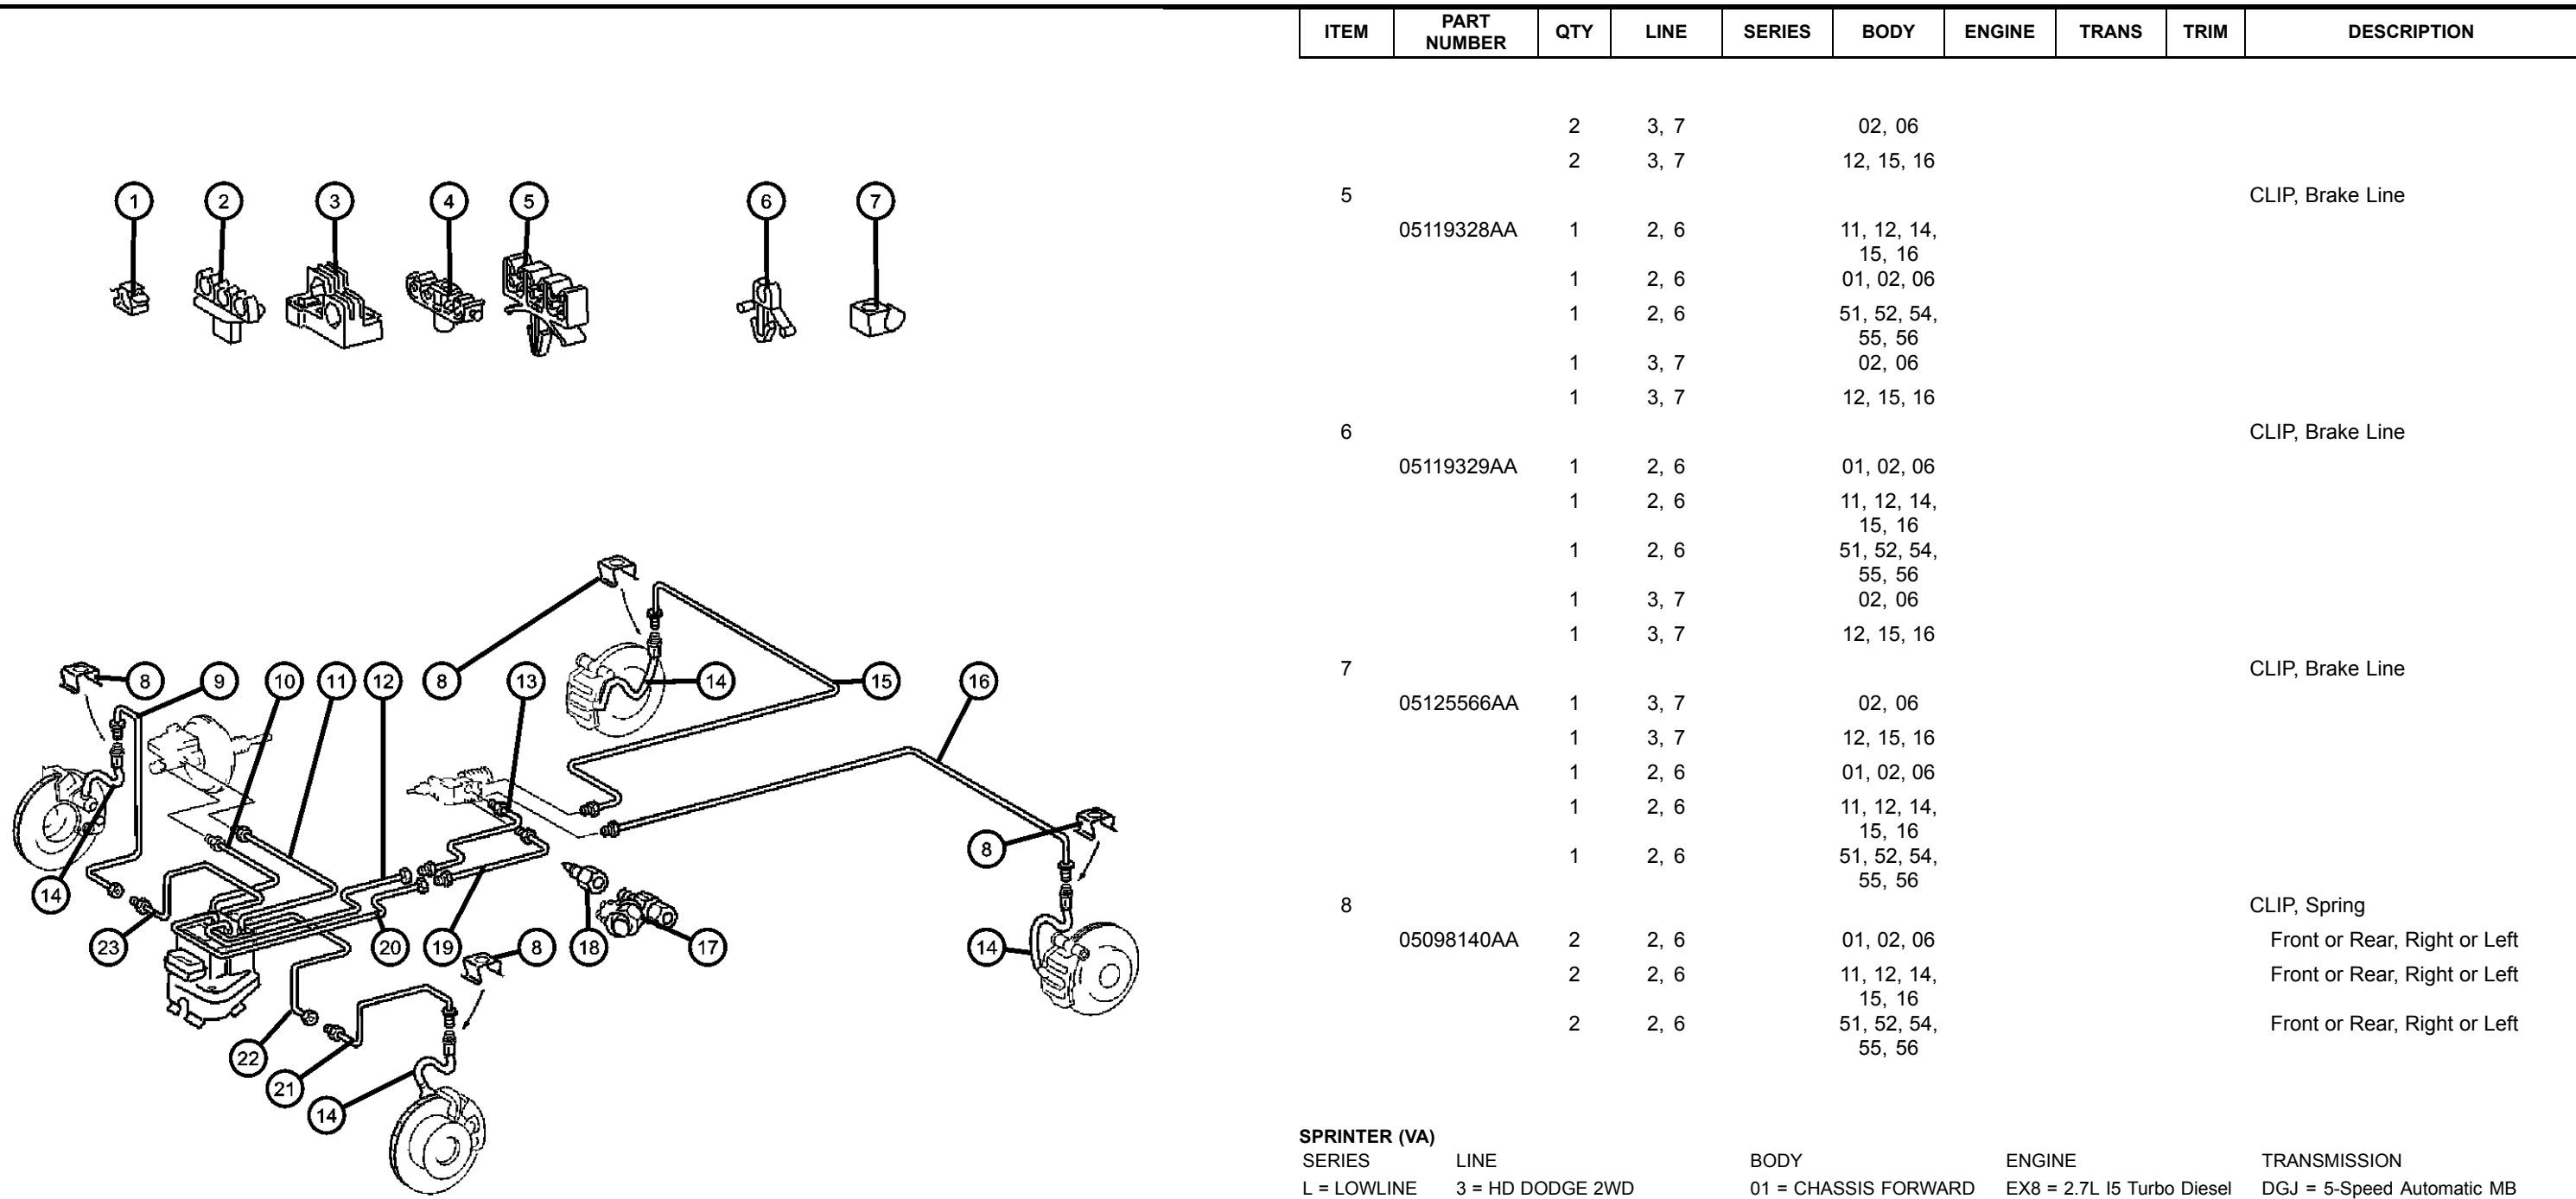 ITEM PART NUMBER QTY LINE SERIES BODY ENGINE TRANS TRIM DESCRIPTION
2 3, 7 02, 06
2 3, 7 12, 15, 16
5 CLIP, Brake Line
05119328AA 1 2, 6 11, 12, 14,
15, 16
1 2, 6 01, 02, 06
1 2, 6 51, 52, 54,
55, 56
1 3, 7 02, 06
1 3, 7 12, 15, 16
6 CLIP, Brake Line
05119329AA 1 2, 6 01, 02, 06
1 2, 6 11, 12, 14,
15, 16
1 2, 6 51, 52, 54,
55, 56
1 3, 7 02, 06
1 3, 7 12, 15, 16
7 CLIP, Brake Line
05125566AA 1 3, 7 02, 06
1 3, 7 12, 15, 16
1 2, 6 01, 02, 06
1 2, 6 11, 12, 14,
15, 16
1 2, 6 51, 52, 54,
55, 56
8 CLIP, Spring
05098140AA 2 2, 6 01, 02, 06 Front or Rear, Right or Left
2 2, 6 11, 12, 14, Front or Rear, Right or Left
15, 16
2 2, 6 51, 52, 54, Front or Rear, Right or Left
55, 56
1 2 3 4 5 6 7
8 9 10 11 12 8 13 14 15 16
8
14
23 20 19 8 18 17 14
22
21
14
SPRINTER (VA)
SERIES LINE BODY ENGINE TRANSMISSION
L = LOWLINE 3 = HD DODGE 2WD 01 = CHASSIS FORWARD EX8 = 2.7L I5 Turbo Diesel DGJ = 5-Speed Automatic MB